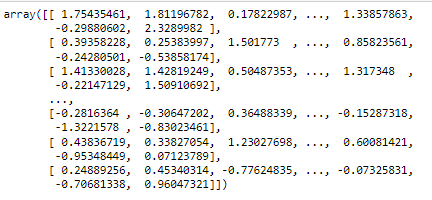 array([[ 1.75435461,  1.81196782,  0.17822987, ...,  1.33857863,
        -0.29880602,  2.3289982 ],
       [ 0.39358228,  0.25383997,  1.501773  , ...,  0.85823561,
        -0.24280501, -0.53858174],
       [ 1.41330028,  1.42819249,  0.50487353, ...,  1.317348  ,
        -0.22147129,  1.50910692],
       ...,
       [-0.2816364 , -0.30647202,  0.36488339, ..., -0.15287318,
        -1.3221578 , -0.83023461],
       [ 0.43836719,  0.33827054,  1.23027698, ...,  0.60081421,
        -0.95348449,  0.07123789],
       [ 0.24889256,  0.45340314, -0.77624835, ..., -0.07325831,
        -0.70681338,  0.96047321]])